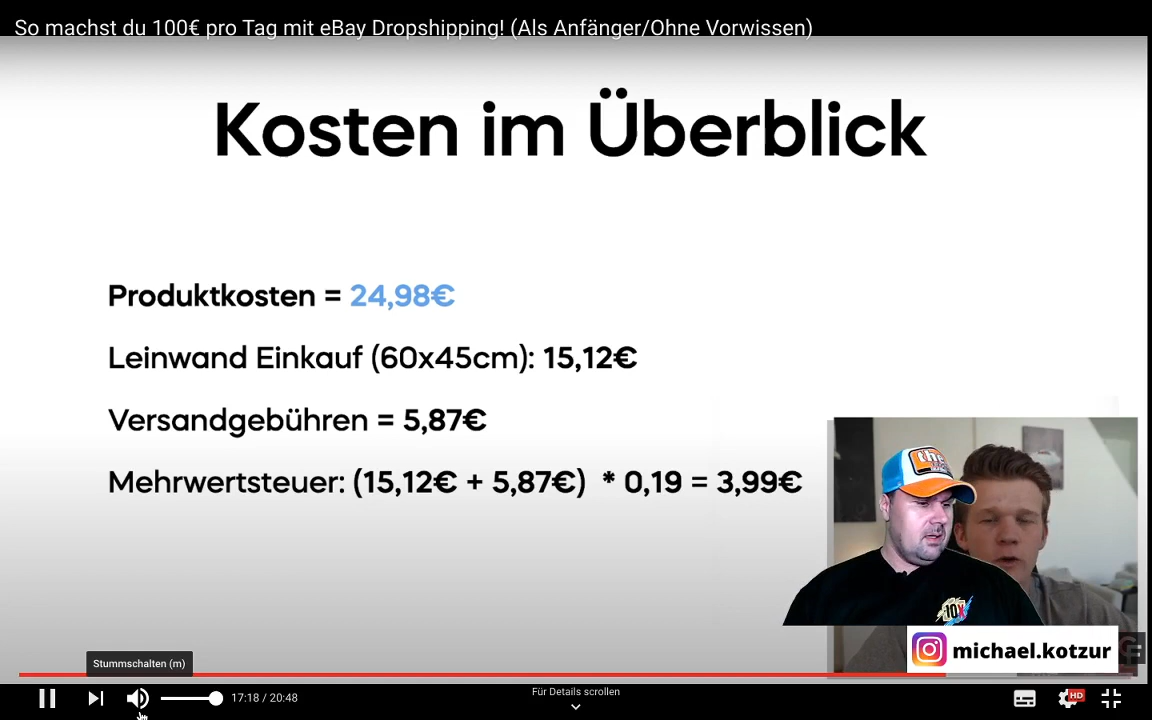 So machst du 100€ pro Tag mit eBay Dropshipping! (Als Anfänger/Ohne Vorwissen)
Kosten im Überblick
Produktkosten = 24,98€
Leinwand Einkauf (60x45cm): 15,12€
Versandgebühren = 5,87€
Mehrwertsteuer: (15,12€ + 5,87€) * 0,19 = 3,99€
the
10X
michael.kotzur
Stummschalten (m)
17:18 / 20:48
Für Details scrollen
HD